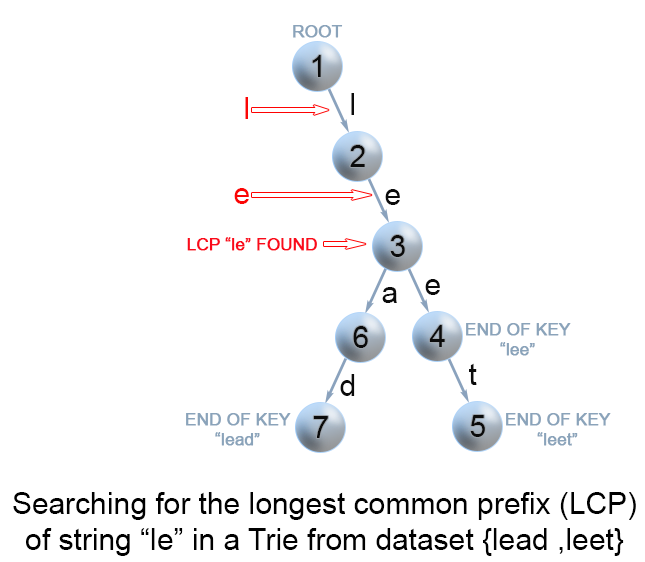 ROOT
1
l l
2
e e
LCP “le” FOUND 3
a e
6 4 END OF KEY
“lee”
d t
END OF KEY 7 5 END OF KEY
“lead” “leet”
Searching for the longest common prefix (LCP)
of string “le” in a Trie from dataset {lead ,leet}